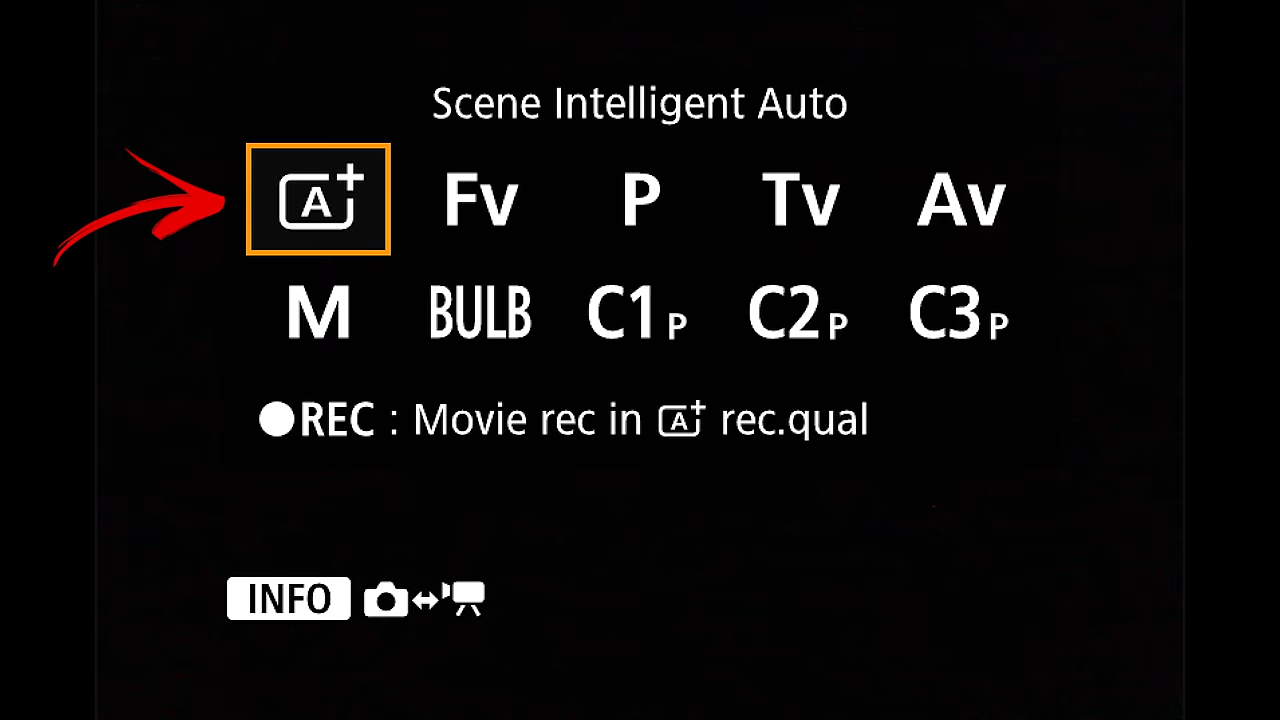 Scene Intelligent Auto
A+ Fv P Tv Av
M BULB C1P C2P C3P
●REC : Movie rec in A+ rec.qual
INFO